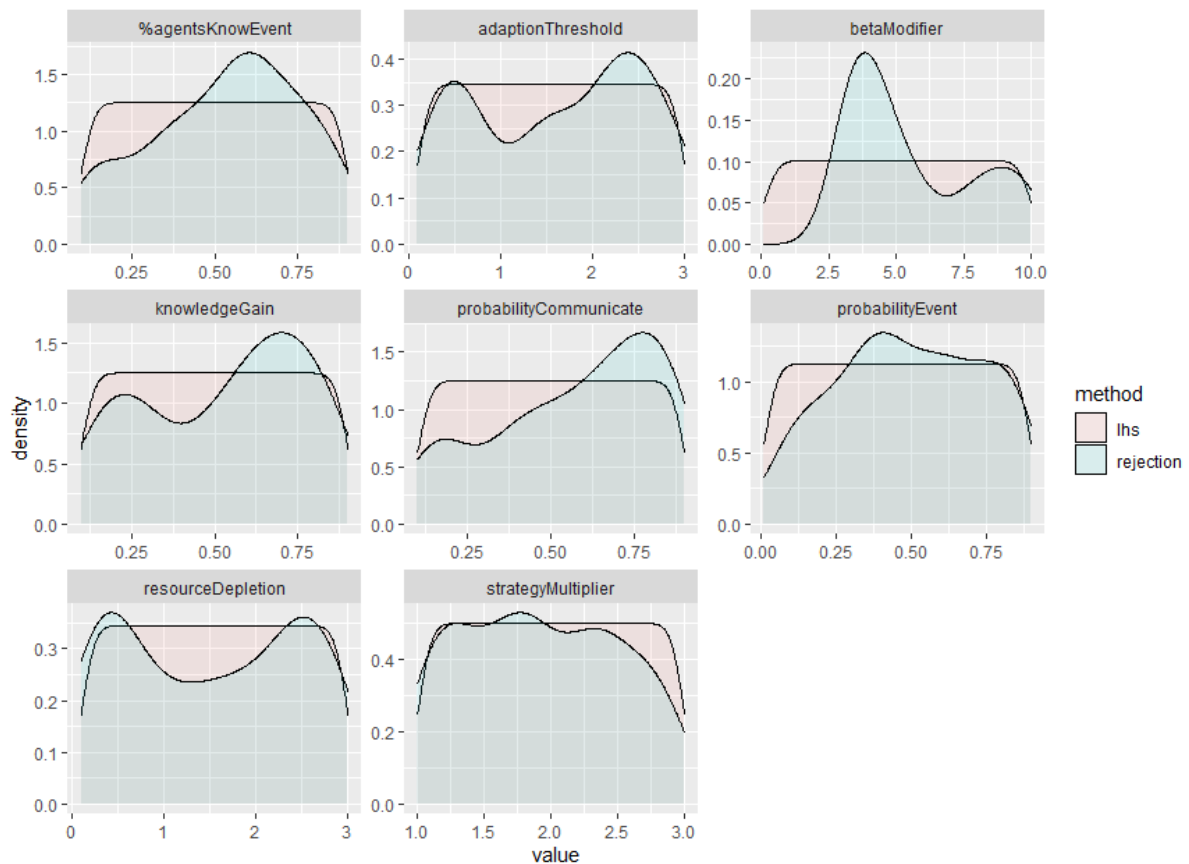 %agentsKnowEvent adaptionThreshold betaModifier
1.5
1.0
0.5
0.0
0.25 0.50 0.75
0.4
0.3
0.2
0.1
0.0
0 1 2 3
0.20
0.15
0.10
0.05
0.00
0.0 2.5 5.0 7.5 10.0
knowledgeGain probabilityCommunicate probabilityEvent
density
1.5
1.0
0.5
0.0
0.25 0.50 0.75
1.5
1.0
0.5
0.0
0.25 0.50 0.75
1.0
0.5
0.0
0.00 0.25 0.50 0.75
method
lhs
rejection
resourceDepletion strategyMultiplier
0.3
0.2
0.1
0.0
0 1 2 3
0.4
0.2
0.0
1.0 1.5 2.0 2.5 3.0
value